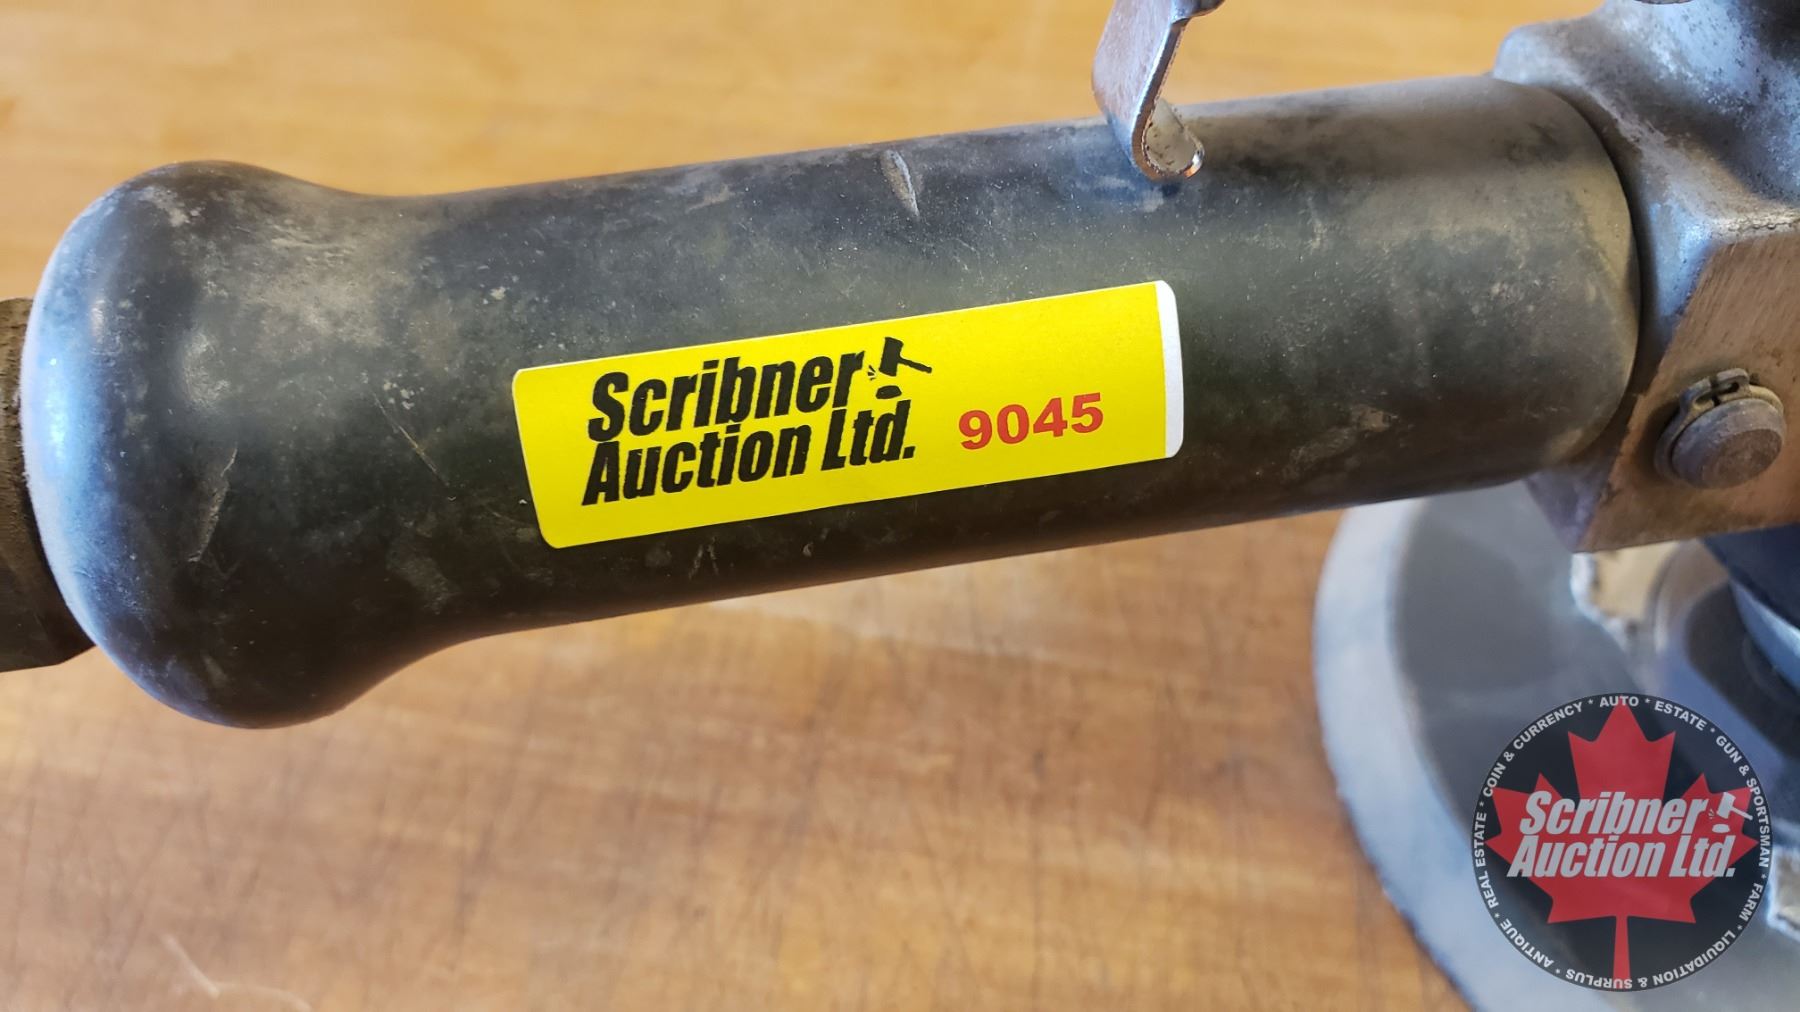 Scribner
Auction Ltd.
9045
COIN & CURRENCY * AUTO * ESTATE * GUN & SPORTSMAN * FARM * LIQUIDATION & SURPLUS * ANTIQUE * REAL ESTATE *
Scribner
Auction Ltd.